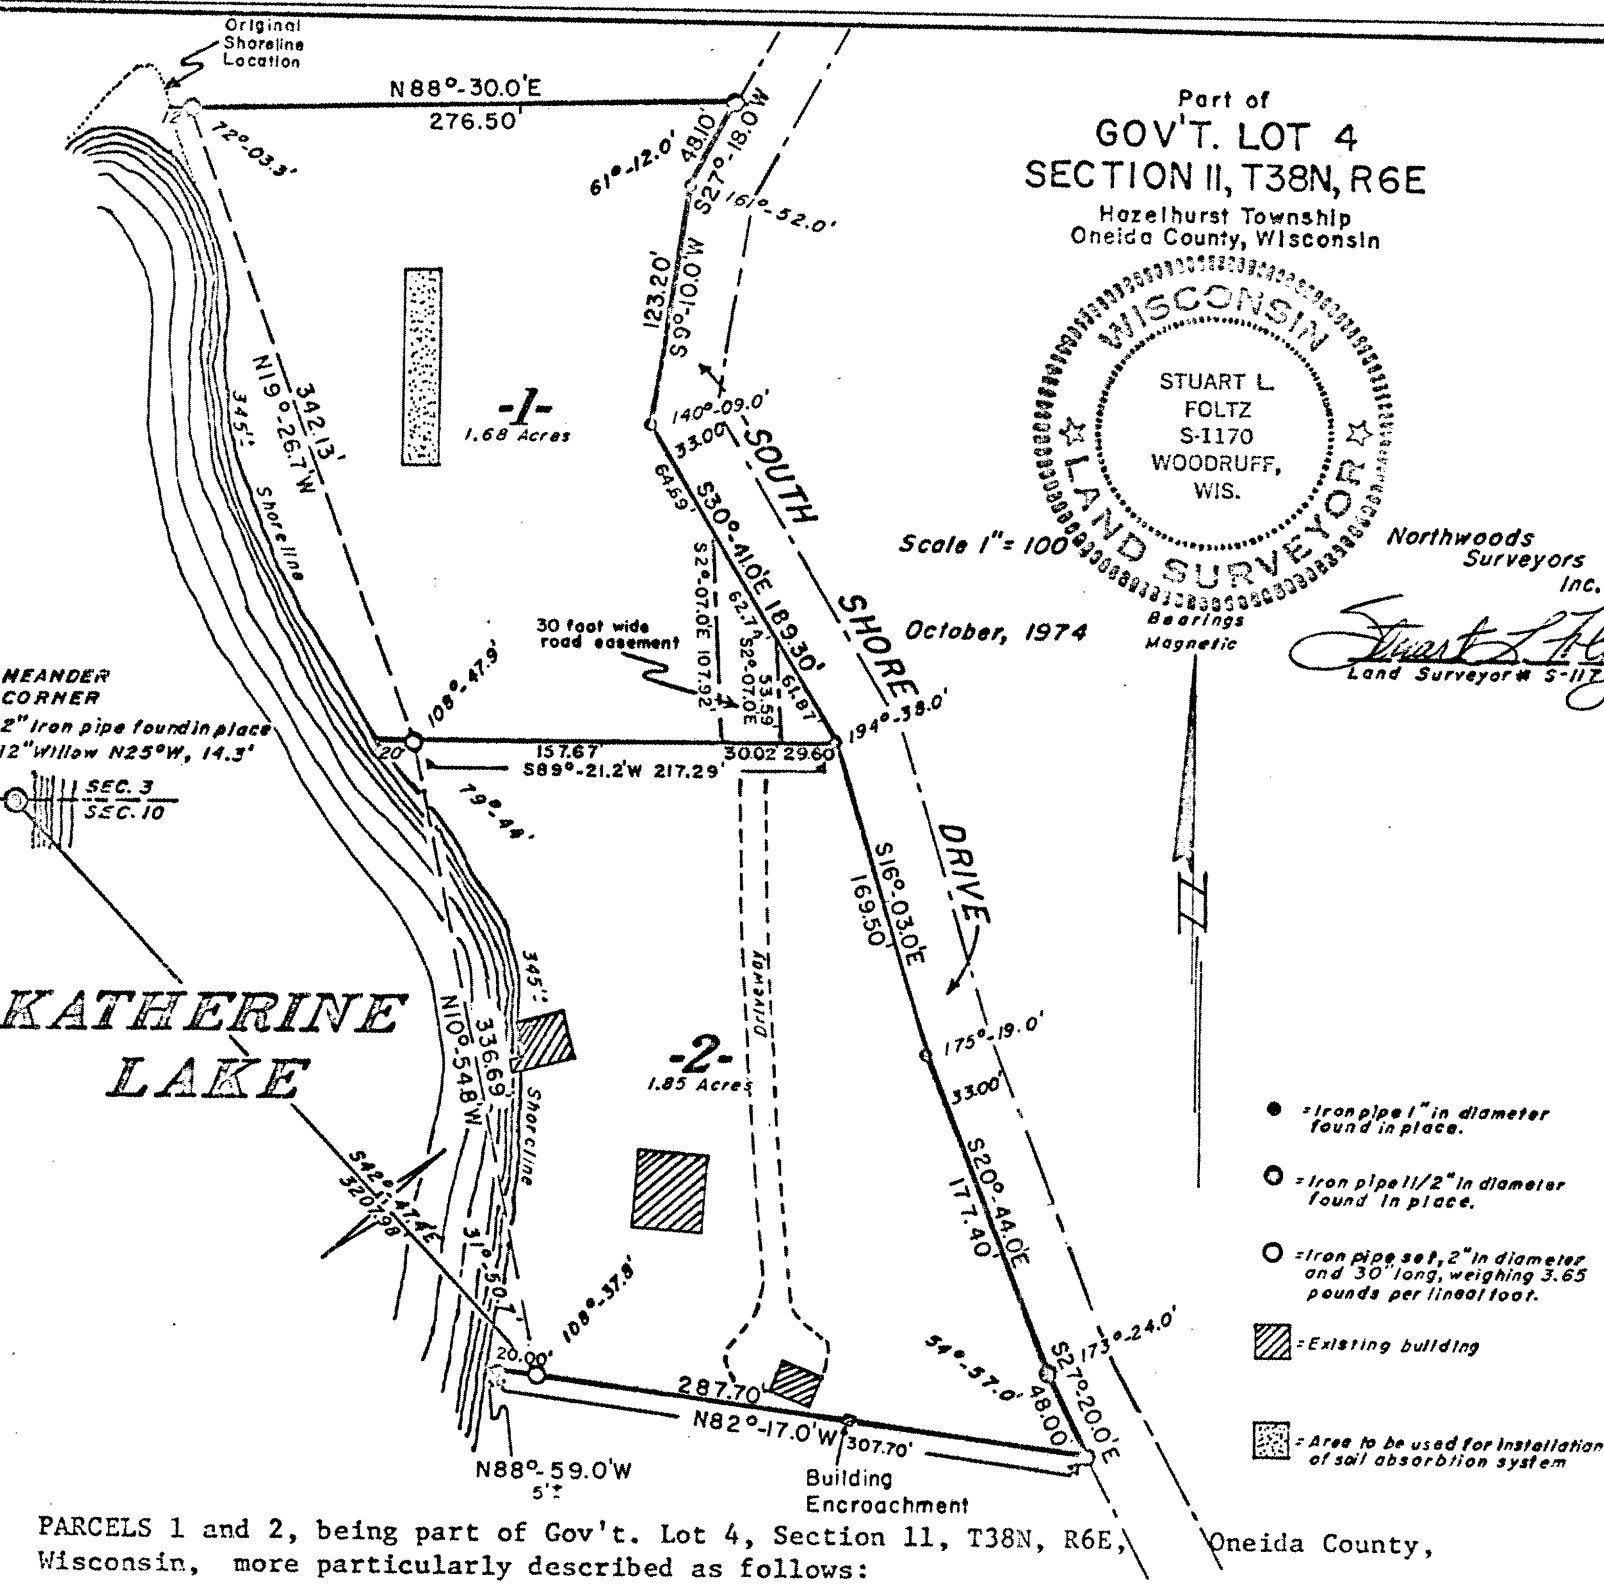 Original
Shoreline
Location
N88°-30.0'E
276.50'
12'
72°-03.3'
61°-12.0'
48.10'
S27°-18.0'W
161°-52.0'
123.20'
S9°-10.0'W
Part of
GOV'T. LOT 4
SECTION 11, T38N, R6E
Hazelhurst Township
Oneida County, Wisconsin
WISCONSIN
LAND SURVEYOR
STUART L.
FOLTZ
S-1170
WOODRUFF,
WIS.
Northwoods
Surveyors
Inc.
Land Surveyor # S-117
Scale 1"= 100'
October, 1974
Bearings
Magnetic
N
-1-
1.68 Acres
342.13'
N19°-26.7'W
345'±
Shoreline
140°-09.0'
33.00'
64.69'
S30°-41.0'E 189.30'
62.74'
61.87'
S2°-07.0'E 107.92'
S2°-07.0'E
53.59'
30 foot wide
road easement
SOUTH
SHORE
DRIVE
108°-47.9'
194°-38.0'
20'
157.67'
30.02
29.60
S89°-21.2'W 217.29'
79°-44'
MEANDER
CORNER
2" Iron pipe found in place
12" Willow N25°W, 14.3'
SEC. 3
SEC. 10
KATHERINE
LAKE
S16°-03.0'E
169.50'
DRIVEWAY
345'±
336.69'
N10°-54.8'W
Shoreline
-2-
1.85 Acres
175°-19.0'
33.00'
S20°-44.0'E
177.40'
S42°-47.4'E
3207.98'
31°-50.7'
108°-37.8'
20.00'
54°-57.0'
173°-24.0'
S27°-20.0'E
48.00'
287.70'
N82°-17.0'W
307.70'
N88°-59.0'W
5'±
Building
Encroachment
= Iron pipe 1" in diameter
found in place.
= Iron pipe 1 1/2" in diameter
found in place.
= Iron pipe set, 2" in diameter
and 30" long, weighing 3.65
pounds per lineal foot.
= Existing building
= Area to be used for installation
of soil absorbtion system
PARCELS 1 and 2, being part of Gov't. Lot 4, Section 11, T38N, R6E, Oneida County,
Wisconsin, more particularly described as follows: